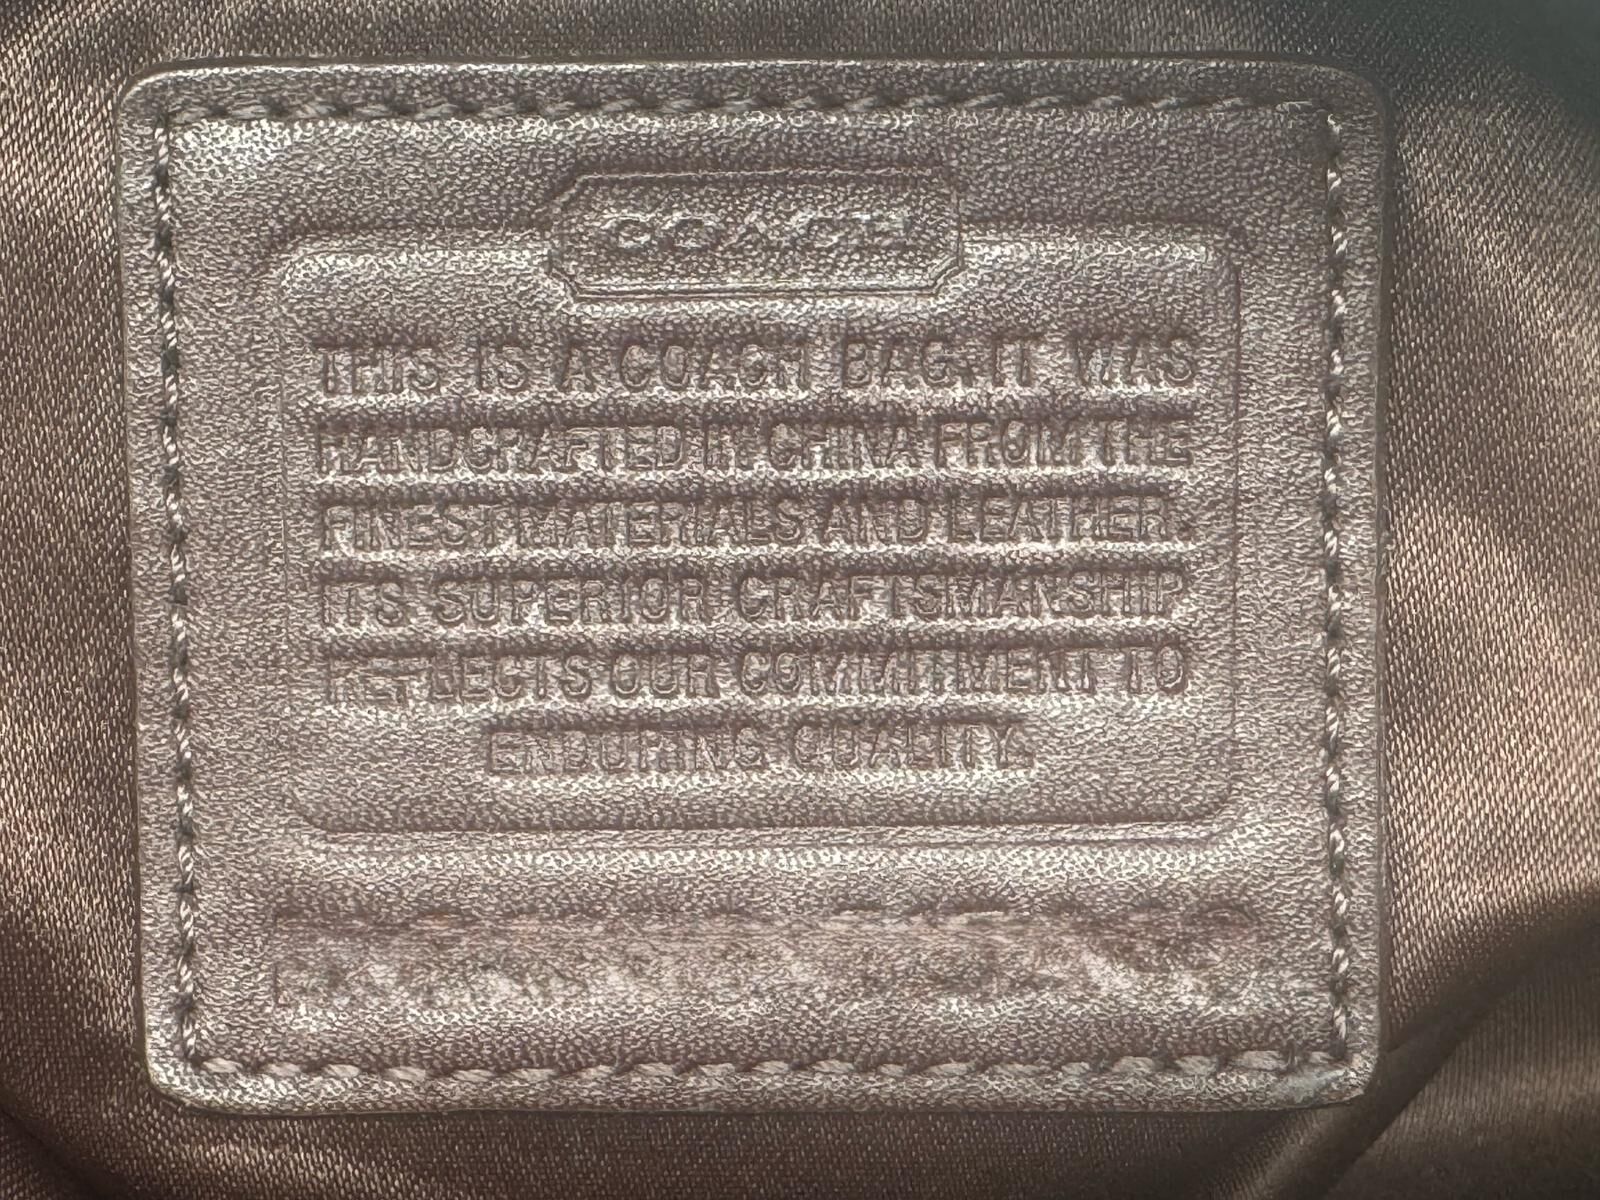 COACH
THIS IS A COACH BAG. IT WAS
HANDCRAFTED IN CHINA FROM THE
FINEST MATERIALS AND LEATHER.
ITS SUPERIOR CRAFTSMANSHIP
REFLECTS OUR COMMITMENT TO
ENDURING QUALITY.